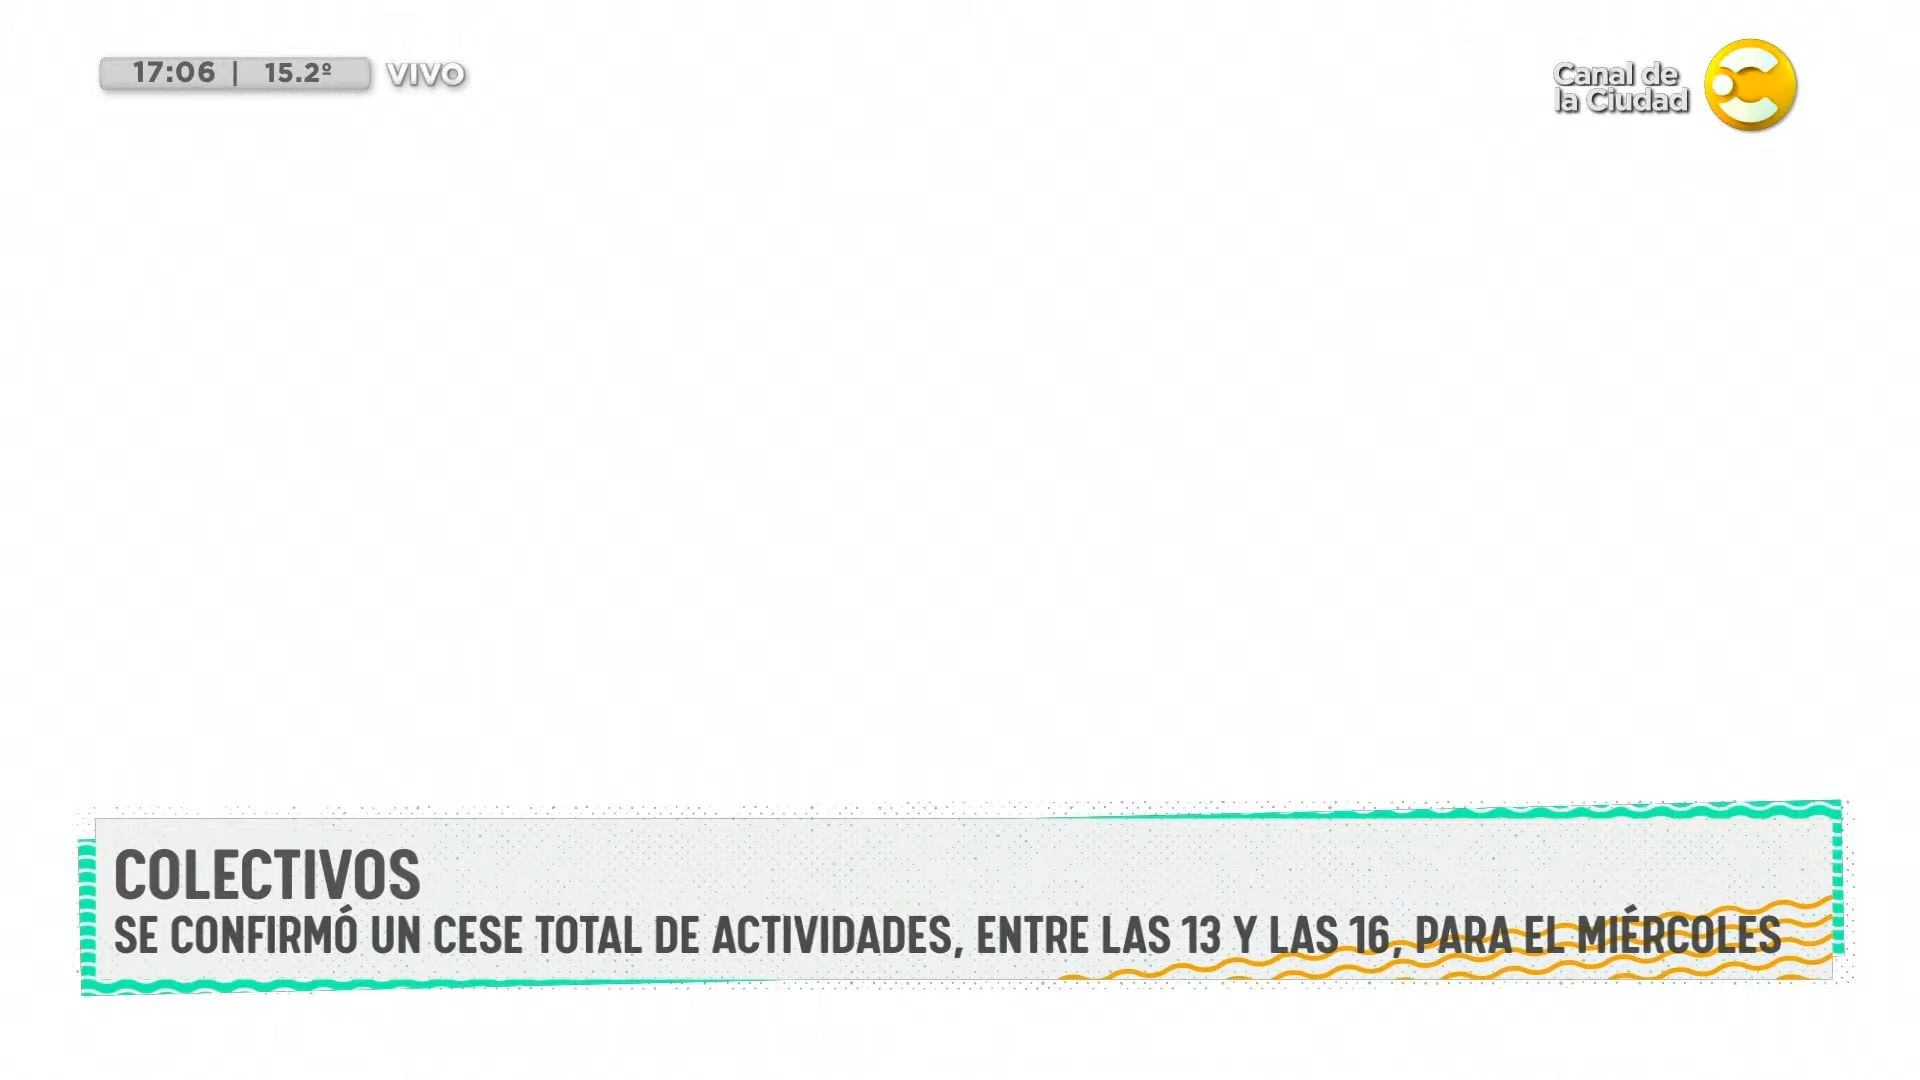 17:06 | 15.2º VIVO
Canal de
la Ciudad
COLECTIVOS
SE CONFIRMÓ UN CESE TOTAL DE ACTIVIDADES, ENTRE LAS 13 Y LAS 16, PARA EL MIÉRCOLES